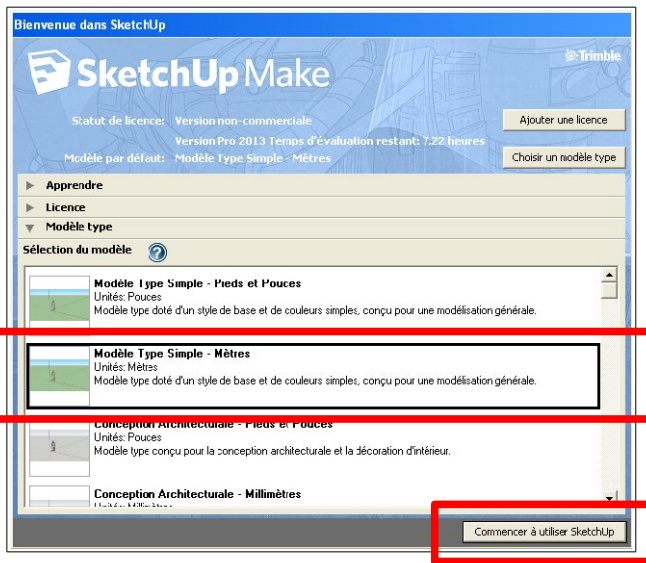 Bienvenue dans SketchUp
SketchUp Make
Trimble
Statut de licence: Version non-commerciale
Ajouter une licence
Version Pro 2013 Temps d'évaluation restant: 7.22 heures
Modèle par défaut: Modèle Type Simple - Mètres
Choisir un modèle type
Apprendre
Licence
Modèle type
Sélection du modèle
Modèle Type Simple - Pieds et Pouces
Unités: Pouces
Modèle type doté d'un style de base et de couleurs simples, conçu pour une modélisation générale.
Modèle Type Simple - Mètres
Unités: Mètres
Modèle type doté d'un style de base et de couleurs simples, conçu pour une modélisation générale.
Conception Architecturale - Pieds et Pouces
Unités: Pouces
Modèle type conçu pour la conception architecturale et la décoration d'intérieur.
Conception Architecturale - Millimètres
Unités: Millimètres
Commencer à utiliser SketchUp